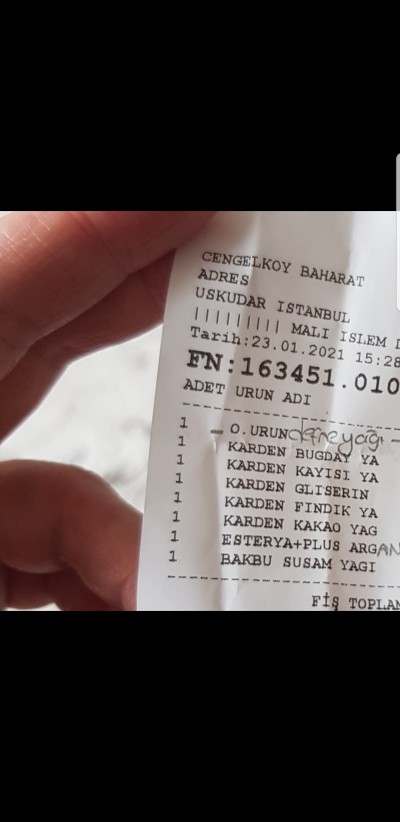 CENGELKOY BAHARAT
ADRES
USKUDAR ISTANBUL
||||||||| MALI ISLEM
Tarih:23.01.2021 15:28
FN:163451.010
ADET URUN ADI
1 O.URUN defneyağı
1 KARDEN BUGDAY YA
1 KARDEN KAYISI YA
1 KARDEN GLISERIN
1 KARDEN FINDIK YA
1 KARDEN KAKAO YAG
1 ESTERYA+PLUS ARGAN
1 BAKBU SUSAM YAGI
FİŞ TOPLAM